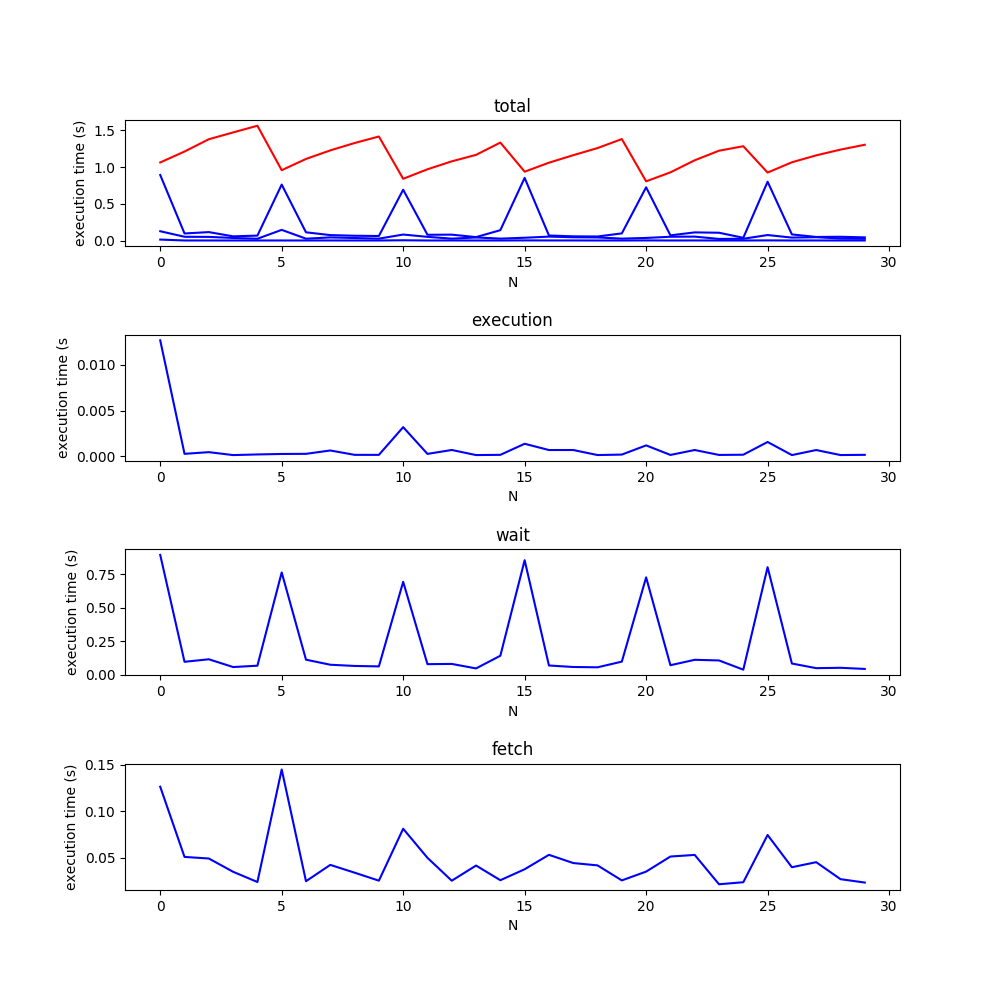 total
execution time (s)
1.5
1.0
0.5
0.0
0 5 10 15 20 25 30
N
execution
execution time (s
0.010
0.005
0.000
0 5 10 15 20 25 30
N
wait
execution time (s)
0.75
0.50
0.25
0.00
0 5 10 15 20 25 30
N
fetch
execution time (s)
0.15
0.10
0.05
0 5 10 15 20 25 30
N